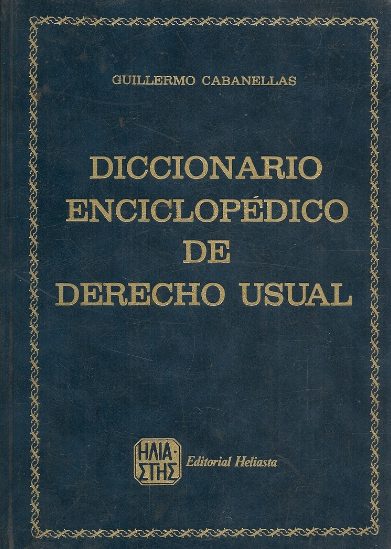 GUILLERMO CABANELLAS
DICCIONARIO
ENCICLOPÉDICO
DE
DERECHO USUAL
ΗΛΙΑ-
ΣΤΗΣ
Editorial Heliasta